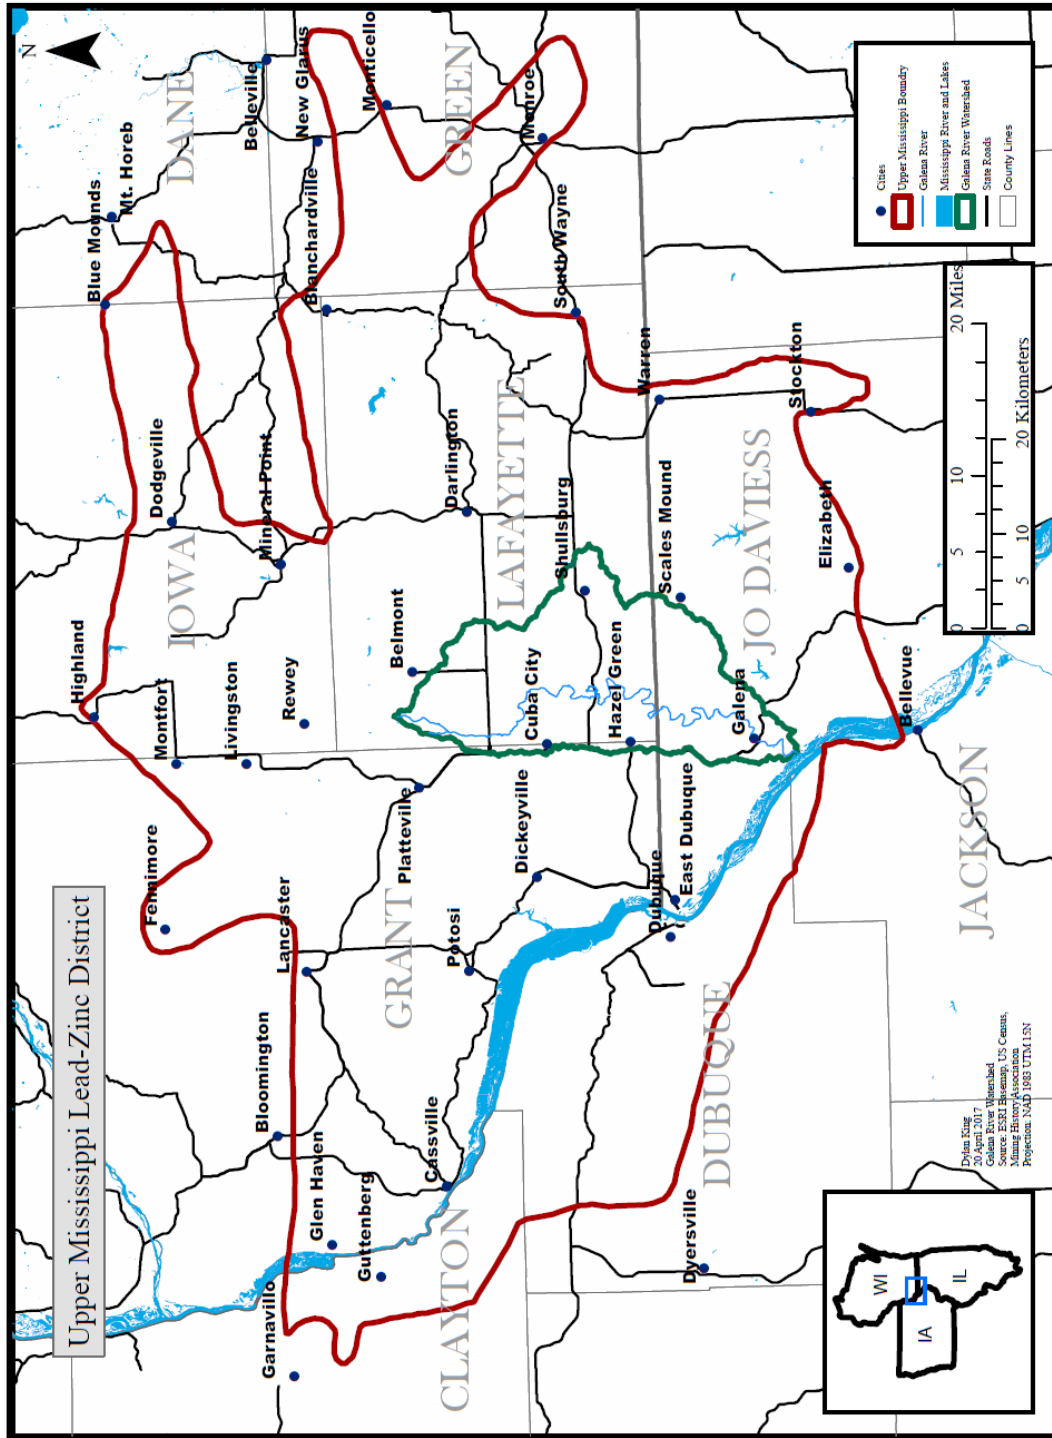 Upper Mississippi Lead-Zinc District
N
Garnavillo
Guttenberg
Glen Haven
Bloomington
Cassville
CLAYTON
Dyersville
DUBUQUE
Fennimore
Lancaster
GRANT
Potosi
Platteville
Dickeyville
Dubuque
East Dubuque
JACKSON
Bellevue
Highland
Montfort
Livingston
Rewey
IOWA
Belmont
Cuba City
Hazel Green
Galena
Dodgeville
Mineral Point
Darlington
LAFAYETTE
Shullsburg
Scales Mound
JO DAVIESS
Elizabeth
Warren
Stockton
Blue Mounds
Mt. Horeb
DANE
Belleville
New Glarus
Monticello
Blanchardville
GREEN
Monroe
South Wayne
Cities
Upper Mississippi Boundry
Galena River
Mississippi River and Lakes
Galena River Watershed
State Roads
County Lines
0 5 10 20 Miles
0 5 10 20 Kilometers
WI
IA
IL
Dylan King
20 April 2017
Galena River Watershed
Source: ESRI Basemap, US Census,
Mining History Association
Projection: NAD 1983 UTM 15N